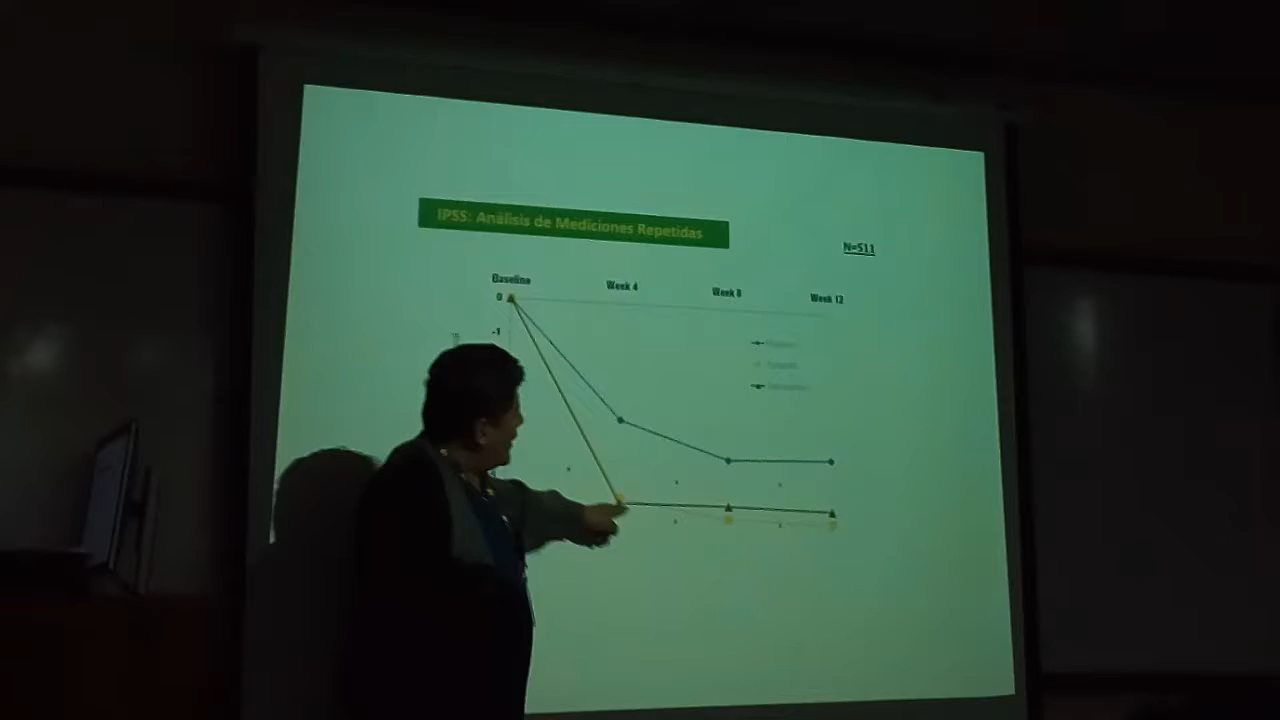 IPSS: Análisis de Mediciones Repetidas
N=511
Baseline
Week 4
Week 8
Week 12
0
-1